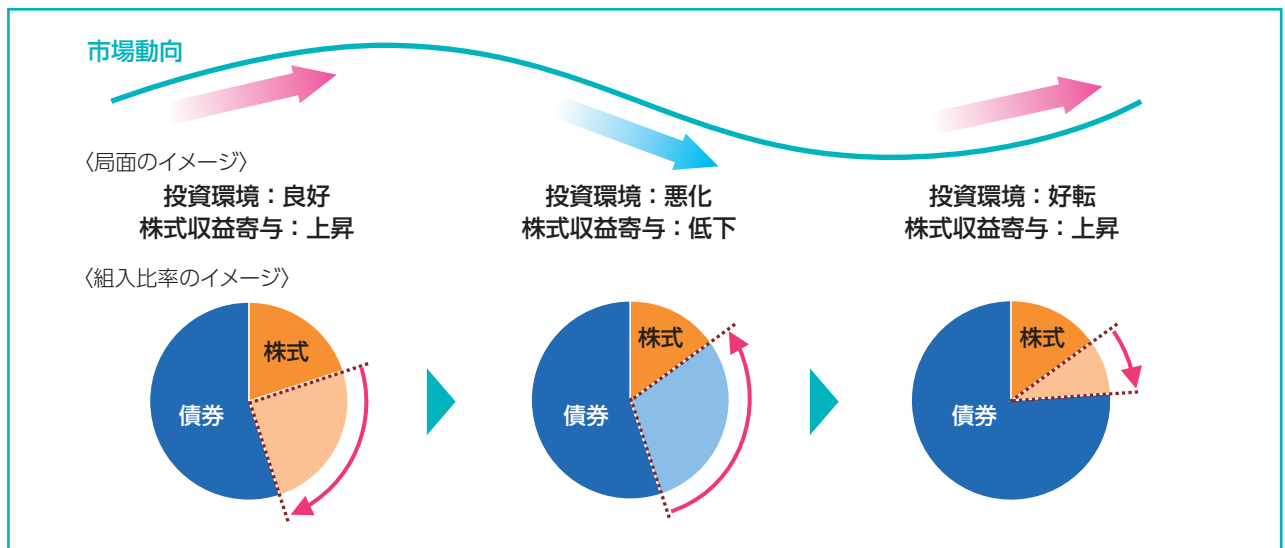 市場動向
〈局面のイメージ〉
投資環境：良好
株式収益寄与：上昇
投資環境：悪化
株式収益寄与：低下
投資環境：好転
株式収益寄与：上昇
〈組入比率のイメージ〉
株式
債券
株式
債券
株式
債券